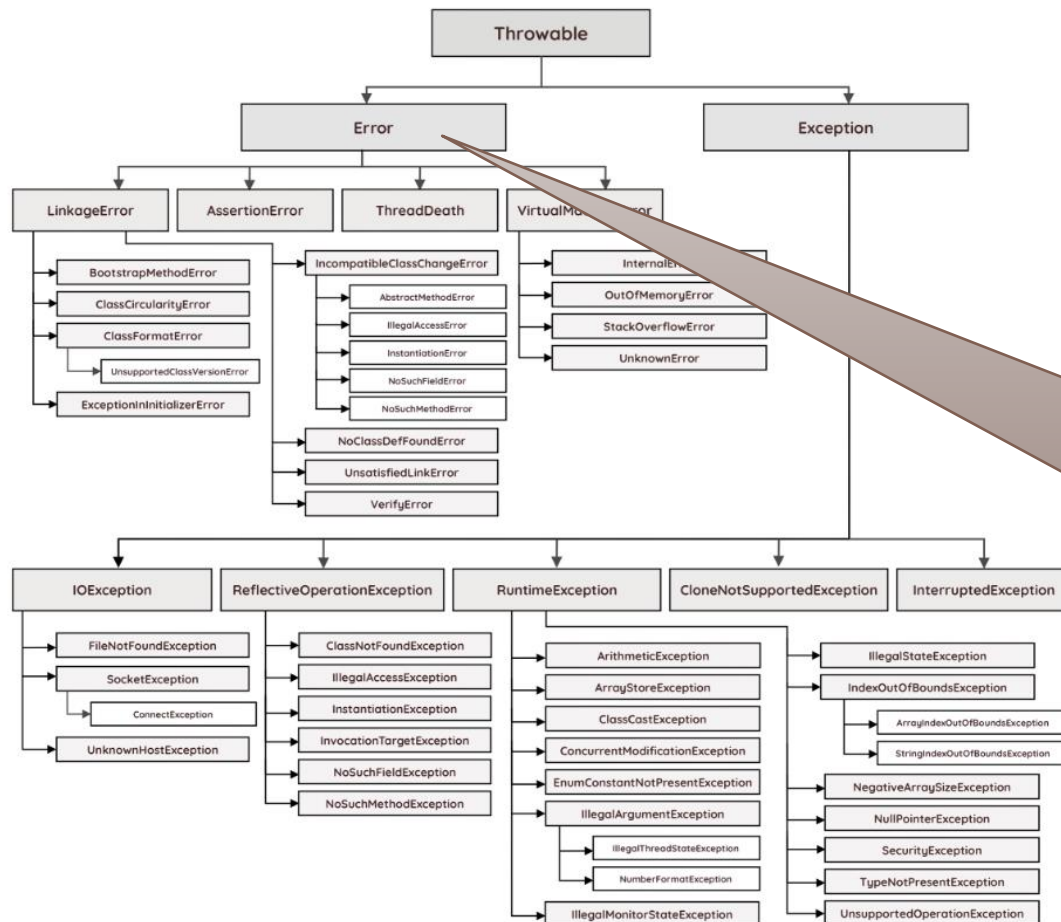 Throwable
Error
Exception
LinkageError
AssertionError
ThreadDeath
BootstrapMethodError
ClassCircularityError
ClassFormatError
UnsupportedClassVersionError
ExceptionInInitializerError
IncompatibleClassChangeError
AbstractMethodError
IllegalAccessError
InstantiationError
NoSuchFieldError
NoSuchMethodError
NoClassDefFoundError
UnsatisfiedLinkError
VerifyError
OutOfMemoryError
StackOverflowError
UnknownError
IOException
ReflectiveOperationException
RuntimeException
CloneNotSupportedException
InterruptedException
FileNotFoundException
SocketException
ConnectException
UnknownHostException
ClassNotFoundException
IllegalAccessException
InstantiationException
InvocationTargetException
NoSuchFieldException
NoSuchMethodException
ArithmeticException
ArrayStoreException
ClassCastException
ConcurrentModificationException
EnumConstantNotPresentException
IllegalArgumentException
IllegalThreadStateException
NumberFormatException
IllegalMonitorStateException
IllegalStateException
IndexOutOfBoundsException
ArrayIndexOutOfBoundsException
StringIndexOutOfBoundsException
NegativeArraySizeException
NullPointerException
SecurityException
TypeNotPresentException
UnsupportedOperationException